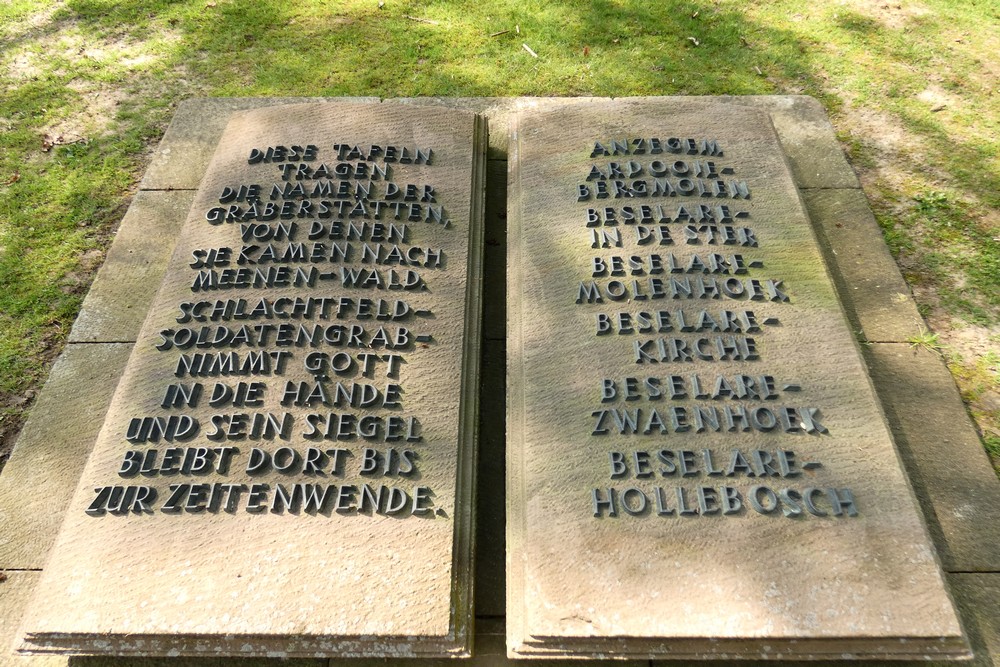 DIESE TAFELN
TRAGEN
DIE NAMEN DER
GRÄBERSTÄTTEN,
VON DENEN
SIE KAMEN NACH
MEENEN-WALD.
SCHLACHTFELD-
SOLDATENGRAB-
NIMMT GOTT
IN DIE HÄNDE
UND SEIN SIEGEL
BLEIBT DORT BIS
ZUR ZEITENWENDE.
ANZEGEM
ARDOOIE-
BERGMOLEN
BESELARE-
IN DE STER
BESELARE-
MOLENHOEK
BESELARE-
KIRCHE
BESELARE-
ZWAENHOEK
BESELARE-
HOLLEBOSCH